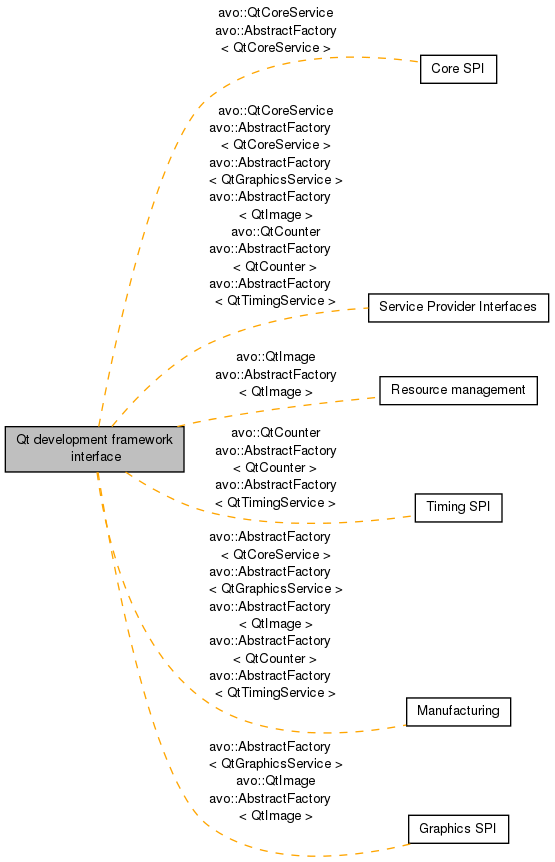 avo::QtCoreService
avo::AbstractFactory
< QtCoreService >
Core SPI
avo::QtCoreService
avo::AbstractFactory
< QtCoreService >
avo::AbstractFactory
< QtGraphicsService >
avo::AbstractFactory
< QtImage >
avo::QtCounter
avo::AbstractFactory
< QtCounter >
avo::AbstractFactory
< QtTimingService >
Service Provider Interfaces
avo::QtImage
avo::AbstractFactory
< QtImage >
Resource management
Qt development framework
interface
avo::QtCounter
avo::AbstractFactory
< QtCounter >
avo::AbstractFactory
< QtTimingService >
Timing SPI
avo::AbstractFactory
< QtCoreService >
avo::AbstractFactory
< QtGraphicsService >
avo::AbstractFactory
< QtImage >
avo::AbstractFactory
< QtCounter >
avo::AbstractFactory
< QtTimingService >
Manufacturing
avo::AbstractFactory
< QtGraphicsService >
avo::QtImage
avo::AbstractFactory
< QtImage >
Graphics SPI